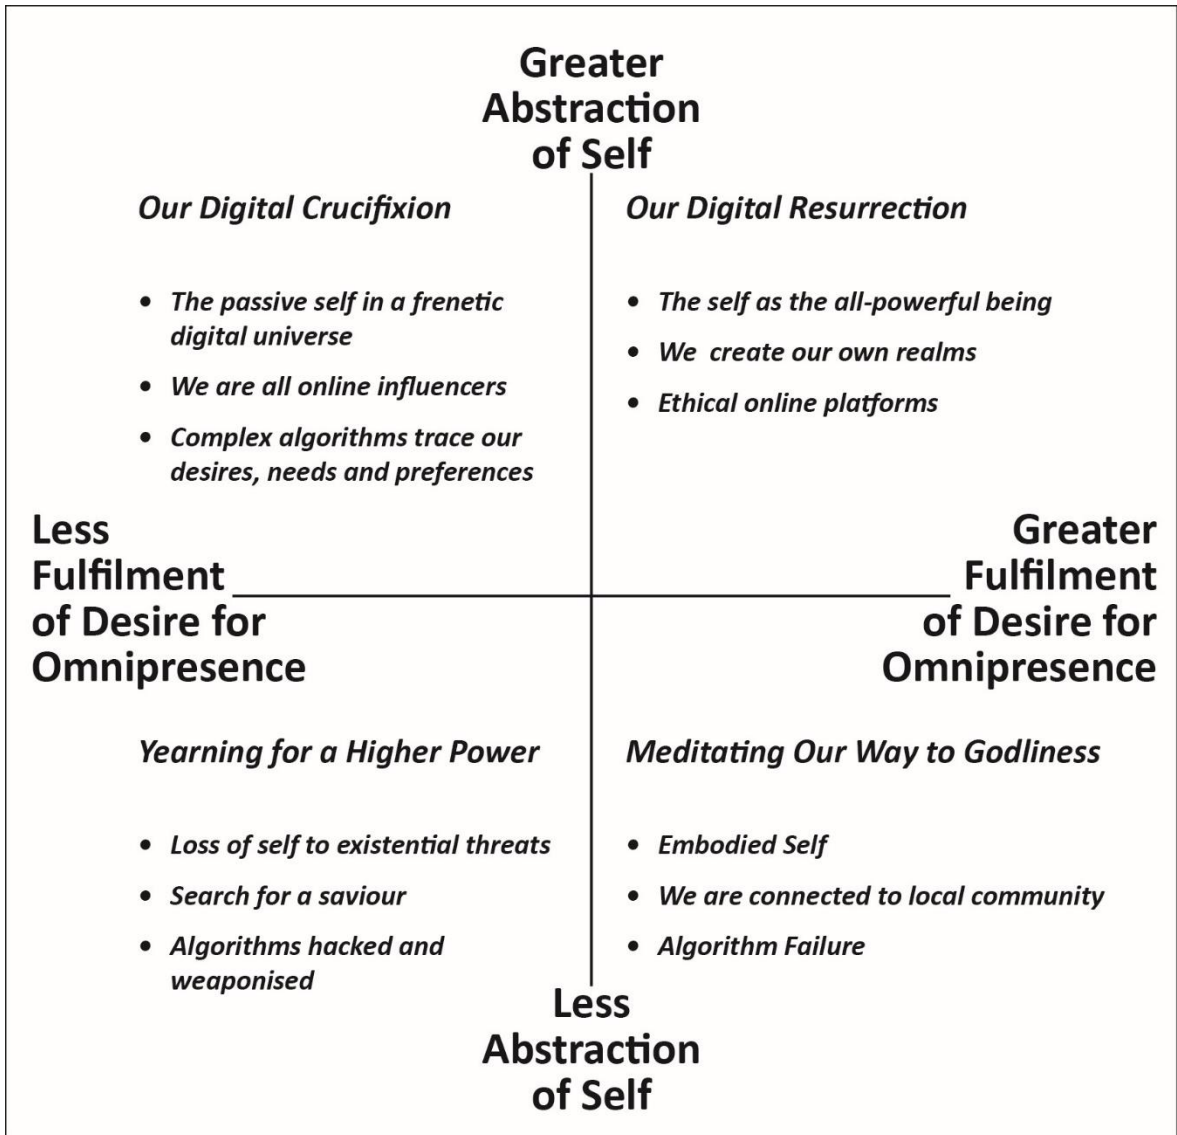 Greater
Abstraction
of Self
Our Digital Crucifixion
• The passive self in a frenetic
digital universe
• We are all online influencers
• Complex algorithms trace our
desires, needs and preferences
Our Digital Resurrection
• The self as the all-powerful being
• We  create our own realms
• Ethical online platforms
Less
Fulfilment
of Desire for
Omnipresence
Greater
Fulfilment
of Desire for
Omnipresence
Yearning for a Higher Power
• Loss of self to existential threats
• Search for a saviour
• Algorithms hacked and
weaponised
Meditating Our Way to Godliness
• Embodied Self
• We are connected to local community
• Algorithm Failure
Less
Abstraction
of Self